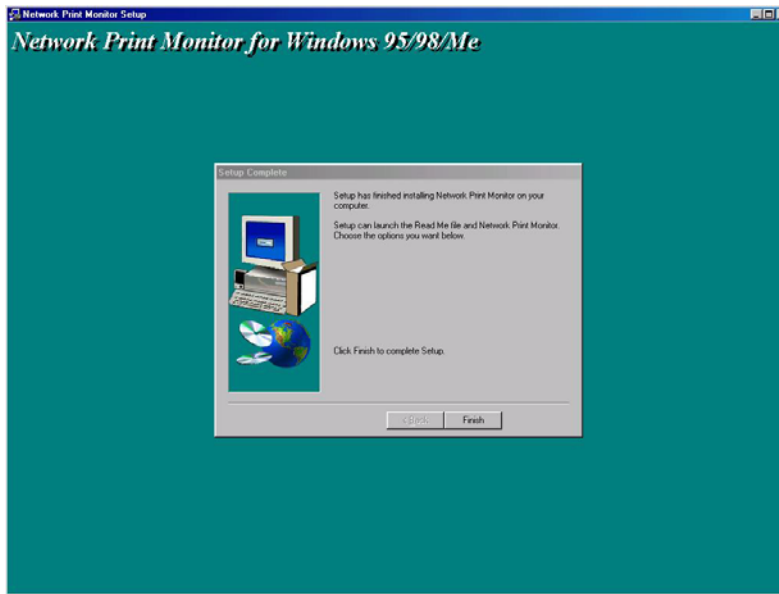 Network Print Monitor Setup
Network Print Monitor for Windows 95/98/Me
Setup Complete
Setup has finished installing Network Print Monitor on your
computer.
Setup can launch the Read Me file and Network Print Monitor.
Choose the options you want below.
Click Finish to complete Setup.
< Back
Finish